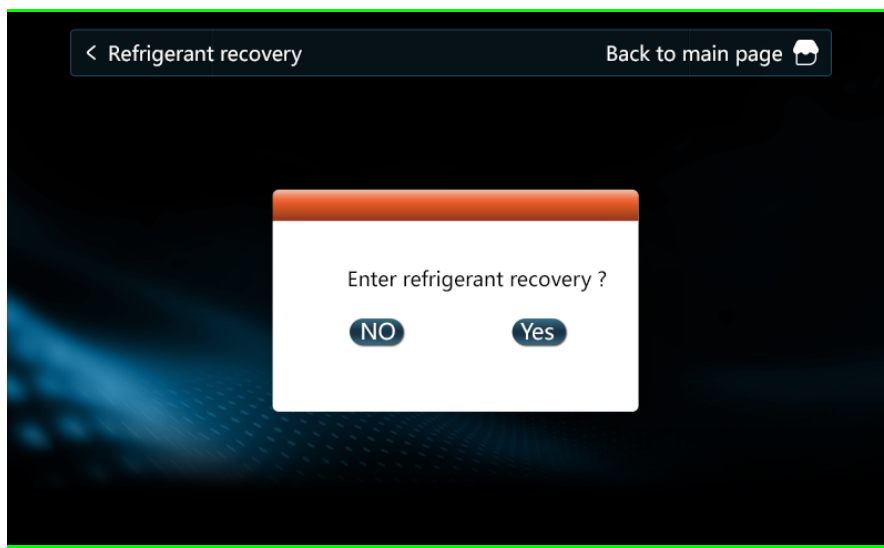 < Refrigerant recovery
Back to main page
Enter refrigerant recovery ?
NO
Yes